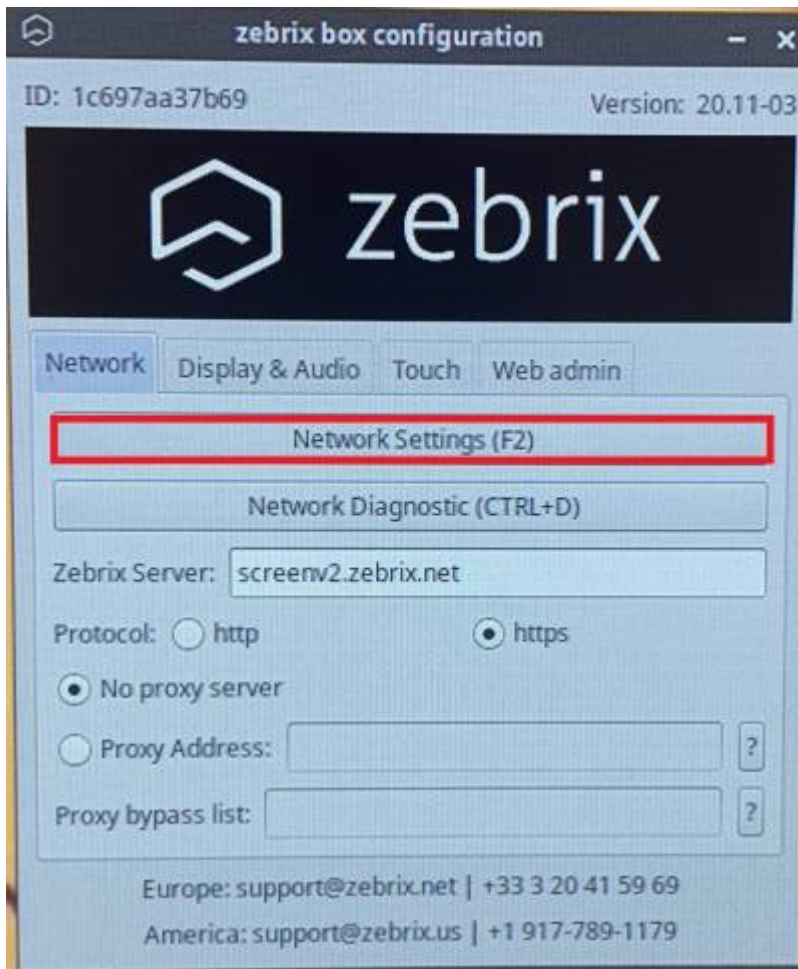 zebrix box configuration
ID: 1c697aa37b69 Version: 20.11-03
zebrix
Network Display & Audio Touch Web admin
Network Settings (F2)
Network Diagnostic (CTRL+D)
Zebrix Server: screenv2.zebrix.net
Protocol: http https
No proxy server
Proxy Address: ?
Proxy bypass list: ?
Europe: support@zebrix.net | +33 3 20 41 59 69
America: support@zebrix.us | +1 917-789-1179